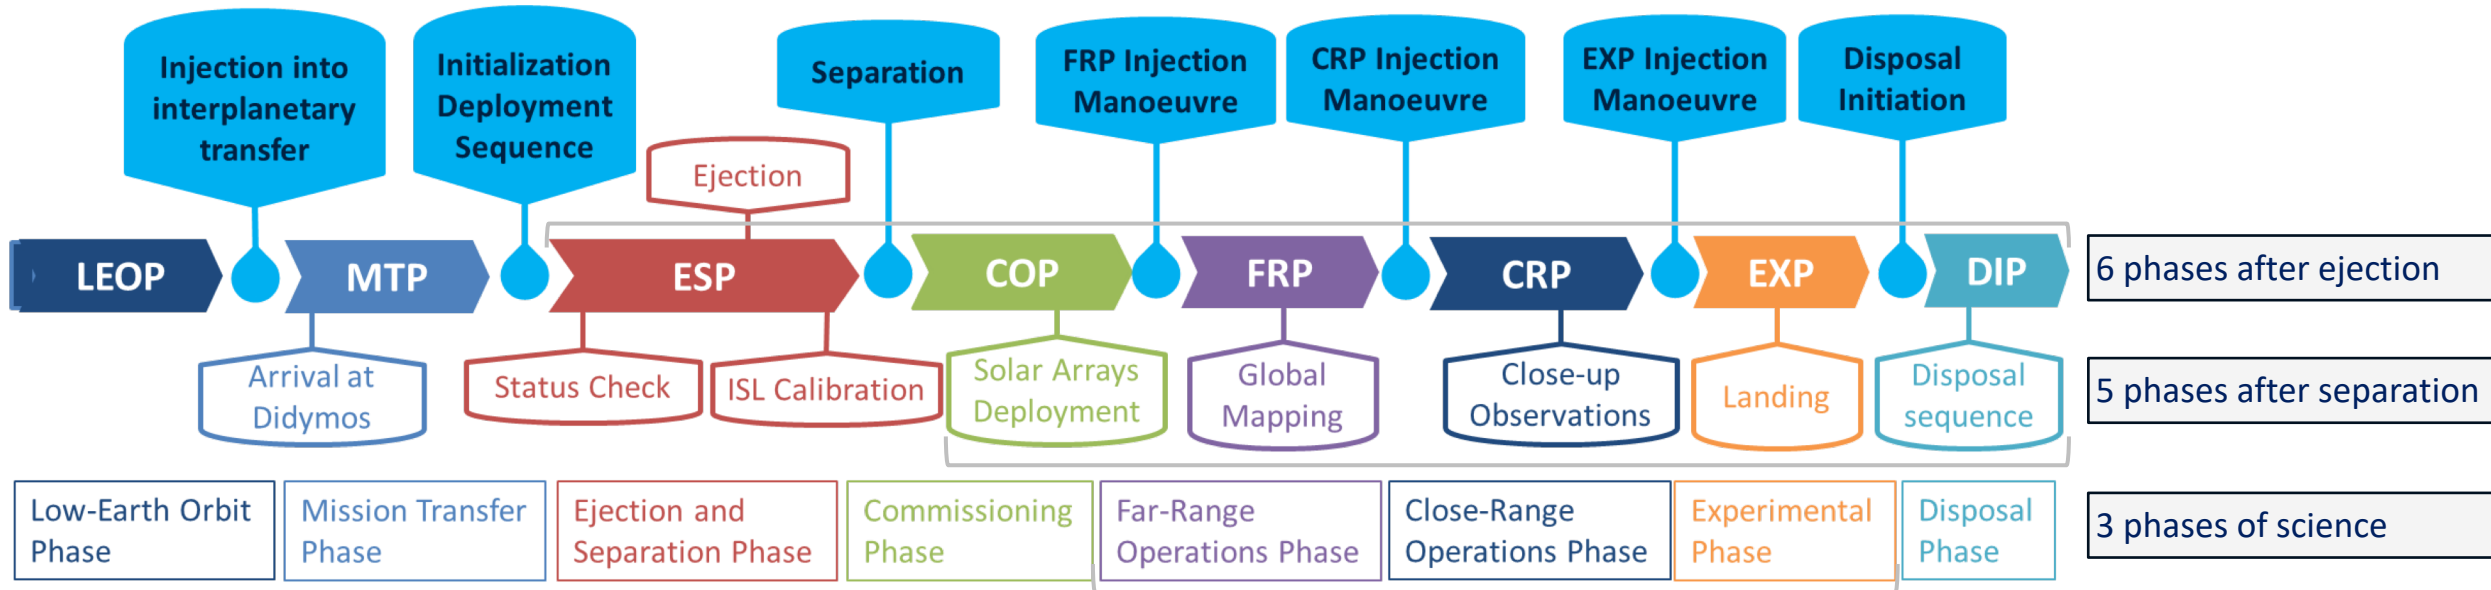 Injection into
interplanetary
transfer
Initialization
Deployment
Sequence
Separation
FRP Injection
Manoeuvre
CRP Injection
Manoeuvre
EXP Injection
Manoeuvre
Disposal
Initiation
Ejection
LEOP
MTP
ESP
COP
FRP
CRP
EXP
DIP
6 phases after ejection
Arrival at
Didymos
Status Check
ISL Calibration
Solar Arrays
Deployment
Global
Mapping
Close-up
Observations
Landing
Disposal
sequence
5 phases after separation
Low-Earth Orbit
Phase
Mission Transfer
Phase
Ejection and
Separation Phase
Commissioning
Phase
Far-Range
Operations Phase
Close-Range
Operations Phase
Experimental
Phase
Disposal
Phase
3 phases of science